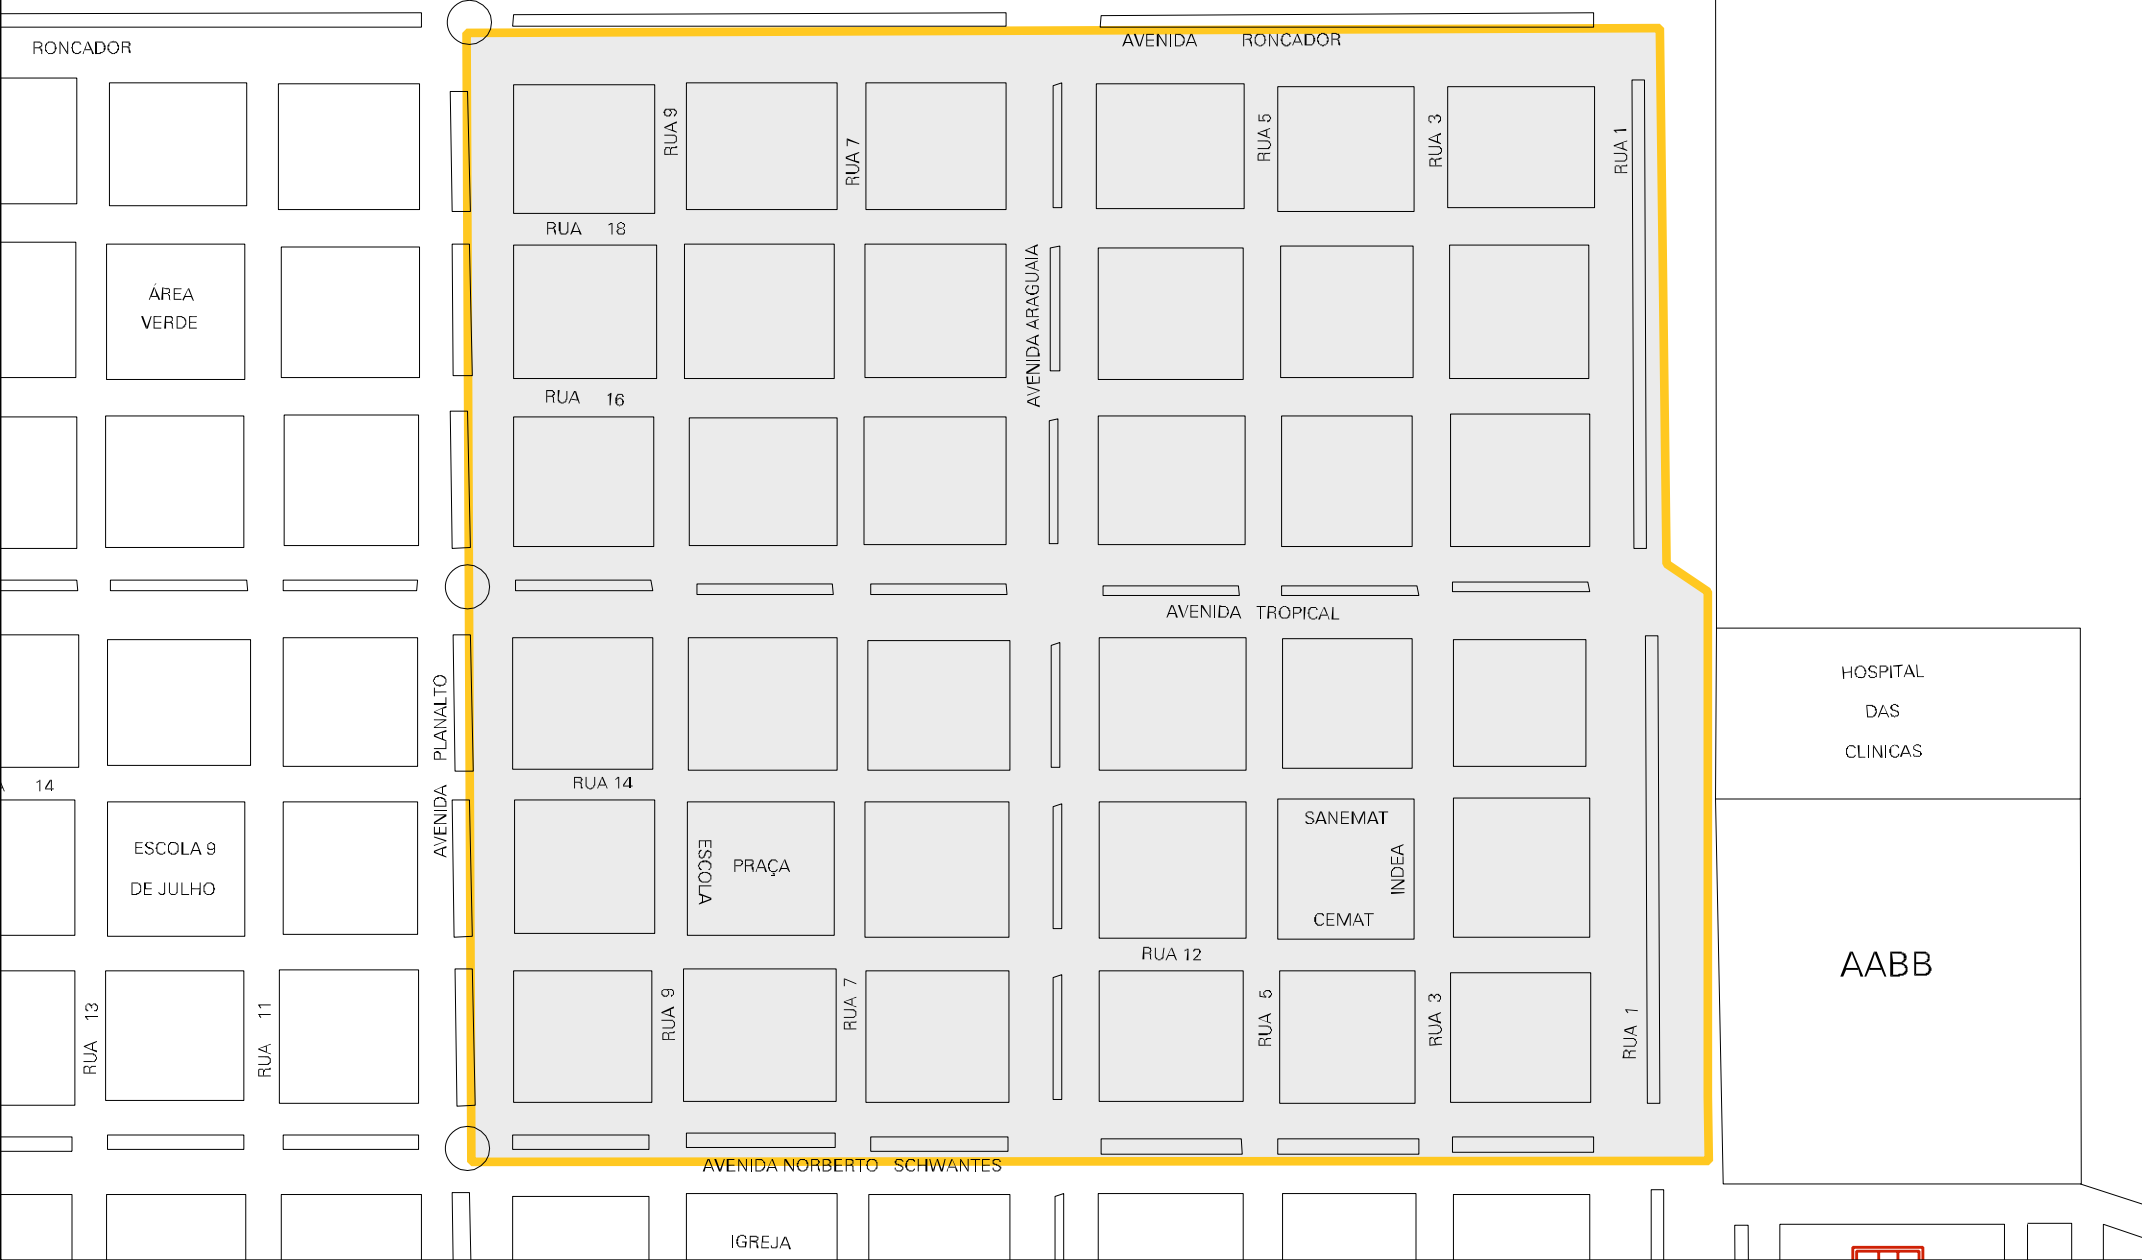 RONCADOR
AVENIDA RONCADOR
RUA 9
RUA 7
RUA 5
RUA 3
RUA 1
RUA 18
ÁREA
VERDE
AVENIDA ARAGUAIA
RUA 16
AVENIDA TROPICAL
AVENIDA PLANALTO
HOSPITAL
DAS
CLINICAS
14
RUA 14
ESCOLA 9
DE JULHO
ESCOLA
PRAÇA
SANEMAT
INDEA
CEMAT
RUA 12
AABB
RUA 13
RUA 11
RUA 9
RUA 7
RUA 5
RUA 3
RUA 1
AVENIDA NORBERTO SCHWANTES
IGREJA